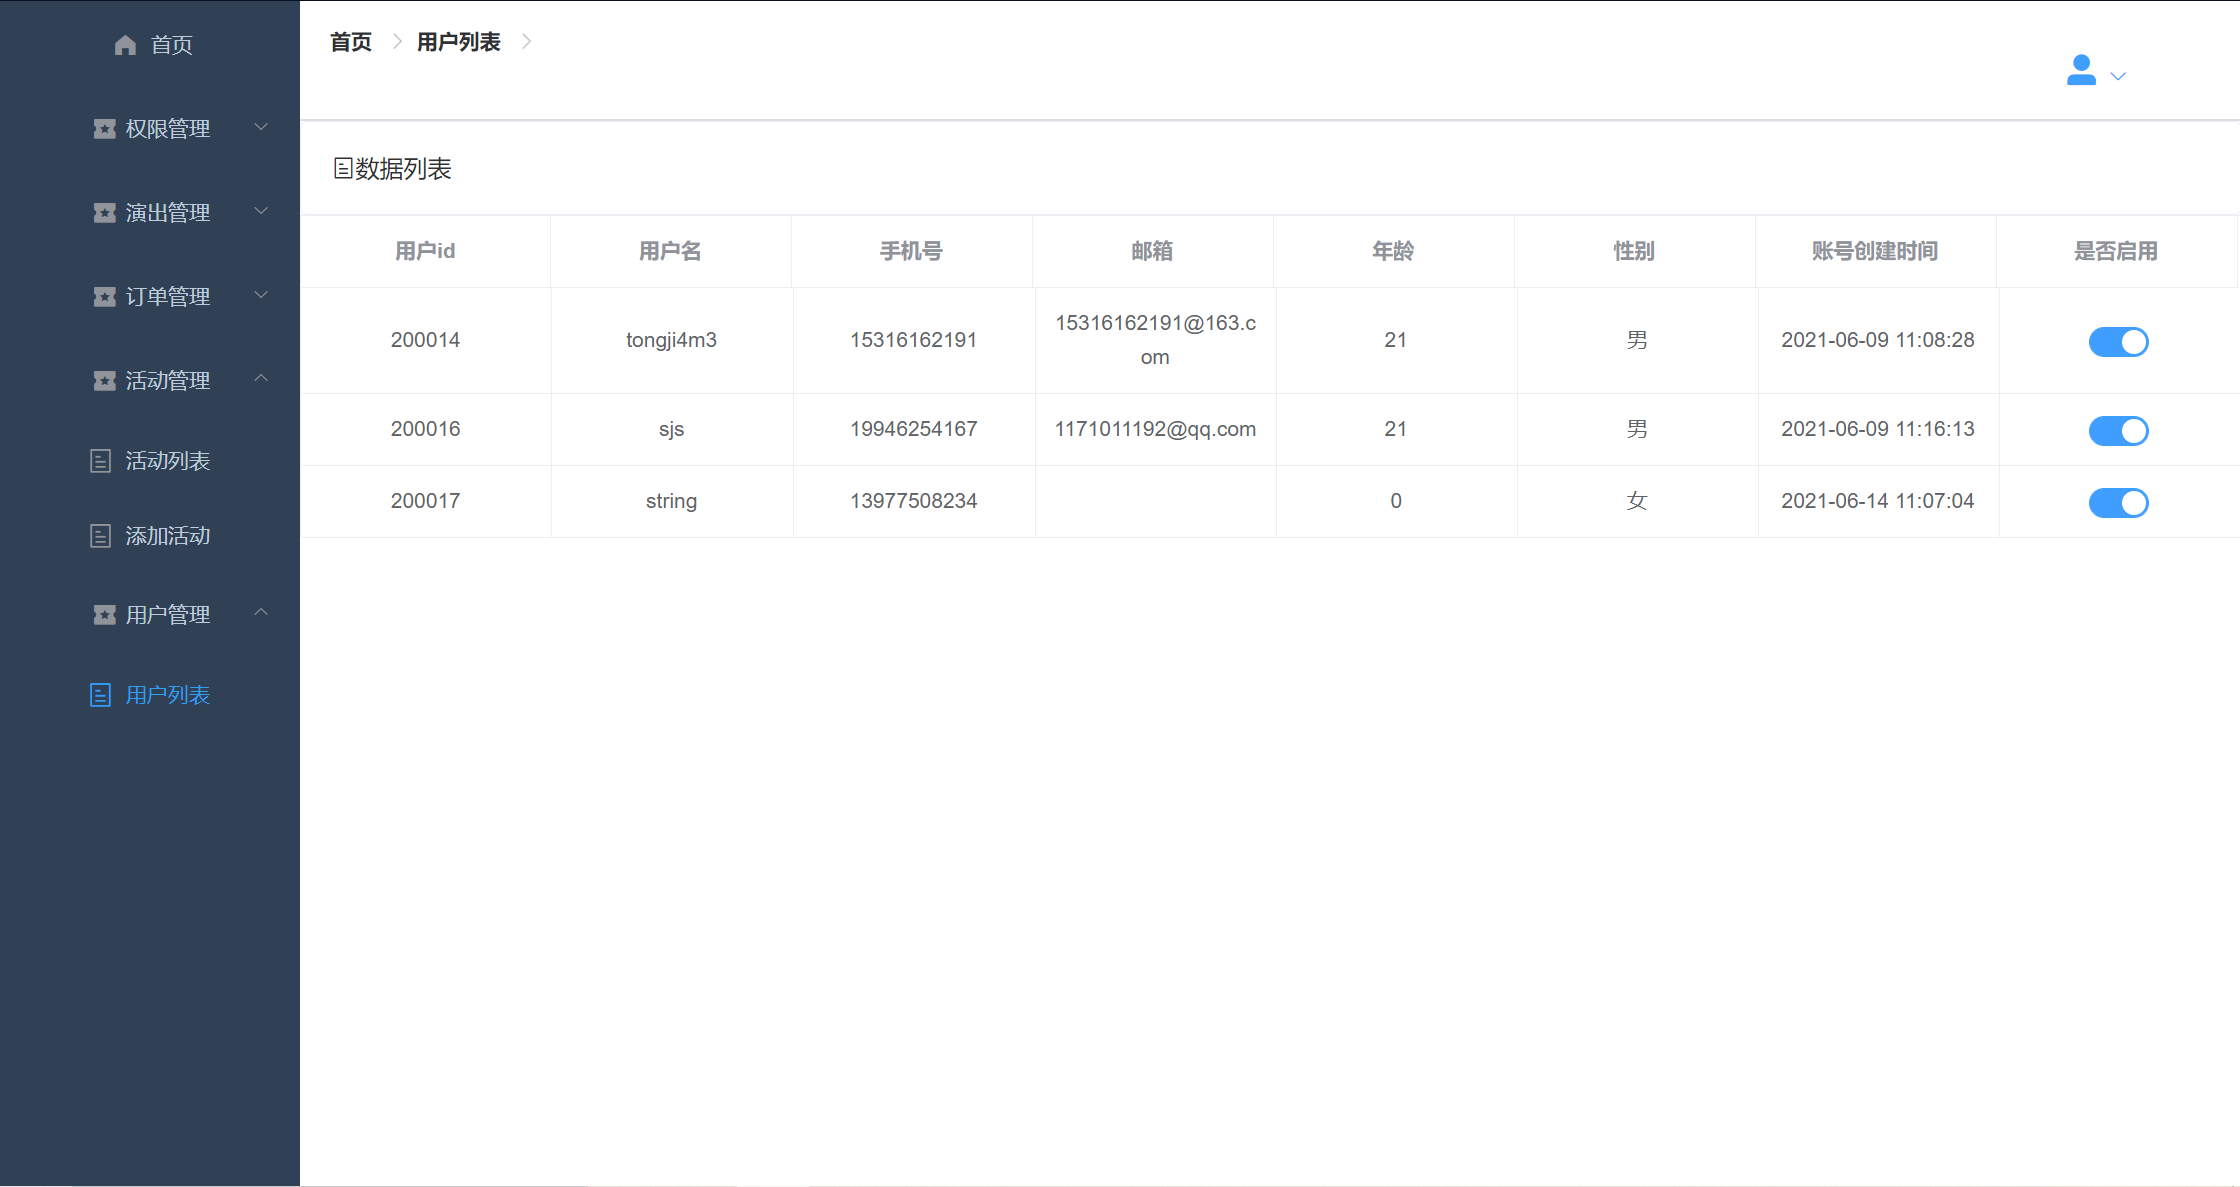 首页
权限管理
演出管理
订单管理
活动管理
活动列表
添加活动
用户管理
用户列表
首页 用户列表
数据列表
用户id 用户名 手机号 邮箱 年龄 性别 账号创建时间 是否启用
200014 tongji4m3 15316162191 15316162191@163.c 21 男 2021-06-09 11:08:28
om
200016 sjs 19946254167 1171011192@qq.com 21 男 2021-06-09 11:16:13
200017 string 13977508234 0 女 2021-06-14 11:07:04